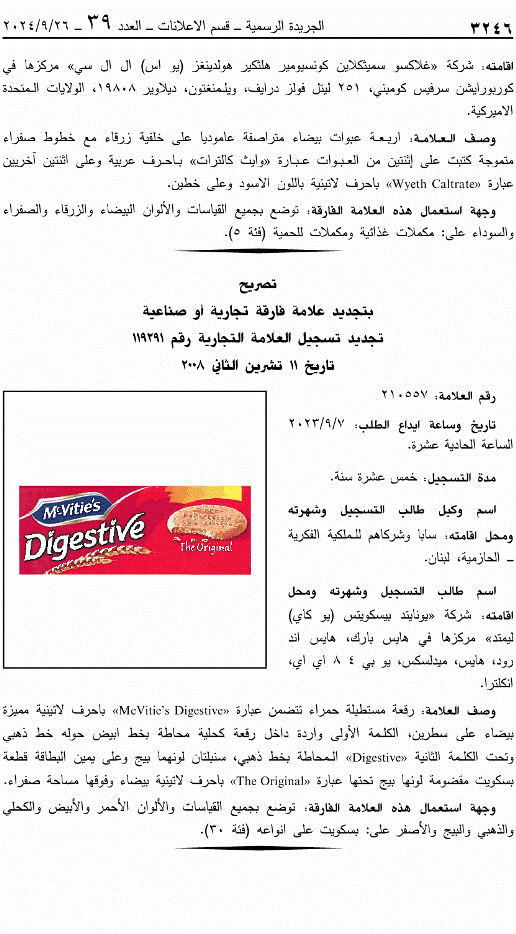 ٣٢٤٦
الجريدة الرسمية ـ قسم الاعلانات ـ العدد ٣٩ ـ ٢٠٢٤/٩/٢٦
اقامته: شركة «غلاكسو سميثكلاين كونسيومير هلثكير هولدينغز (يو اس) ال ال سي» مركزها في
كوربورايشن سرفيس كومبني، ٢٥١ ليتل فولز درايف، ويلمنغتون، ديلاوير ١٩٨٠٨، الولايات المتحدة
الاميركية.
وصف العلامة: اربعة عبوات بيضاء متراصفة عاموديا على خلفية زرقاء مع خطوط صفراء
متموجة كتبت على إثنتين من العبوات عبارة «وايث كالترات» باحرف عربية وعلى اثنتين آخريين
عبارة «Wyeth Caltrate» باحرف لاتينية باللون الاسود وعلى خطين.
وجهة استعمال هذه العلامة الفارقة: توضع بجميع القياسات والألوان البيضاء والزرقاء والصفراء
والسوداء على: مكملات غذائية ومكملات للحمية (فئة ٥).
تصريح
بتجديد علامة فارقة تجارية أو صناعية
تجديد تسجيل العلامة التجارية رقم ١١٩٢٩١
تاريخ ١١ تشرين الثاني ٢٠٠٨
رقم العلامة: ٢١٠٥٥٧
تاريخ وساعة ايداع الطلب: ٢٠٢٣/٩/٧
الساعة الحادية عشرة.
مدة التسجيل: خمس عشرة سنة.
اسم وكيل طالب التسجيل وشهرته
ومحل اقامته: سابا وشركاهم للملكية الفكرية
ـ الحازمية، لبنان.
اسم طالب التسجيل وشهرته ومحل
اقامته: شركة «يونايتد بيسكويتس (يو كاي)
ليمتد» مركزها في هايس بارك، هايس اند
رود، هايس، ميدلسكس، يو بي ٤ ٨ اي اي،
انكلترا.
McVitie's
Digestive
The Original
وصف العلامة: رقعة مستطيلة حمراء تتضمن عبارة «McVitie's Digestive» باحرف لاتينية مميزة
بيضاء على سطرين، الكلمة الأولى واردة داخل رقعة كحلية محاطة بخط ابيض حوله خط ذهبي
وتحت الكلمة الثانية «Digestive» المحاطة بخط ذهبي، سنبلتان لونهما بيج وعلى يمين البطاقة قطعة
بسكويت مقضومة لونها بيج تحتها عبارة «The Original» باحرف لاتينية بيضاء وفوقها مساحة صفراء.
وجهة استعمال هذه العلامة الفارقة: توضع بجميع القياسات والألوان الأحمر والأبيض والكحلي
والذهبي والبيج والأصفر على: بسكويت على انواعه (فئة ٣٠).